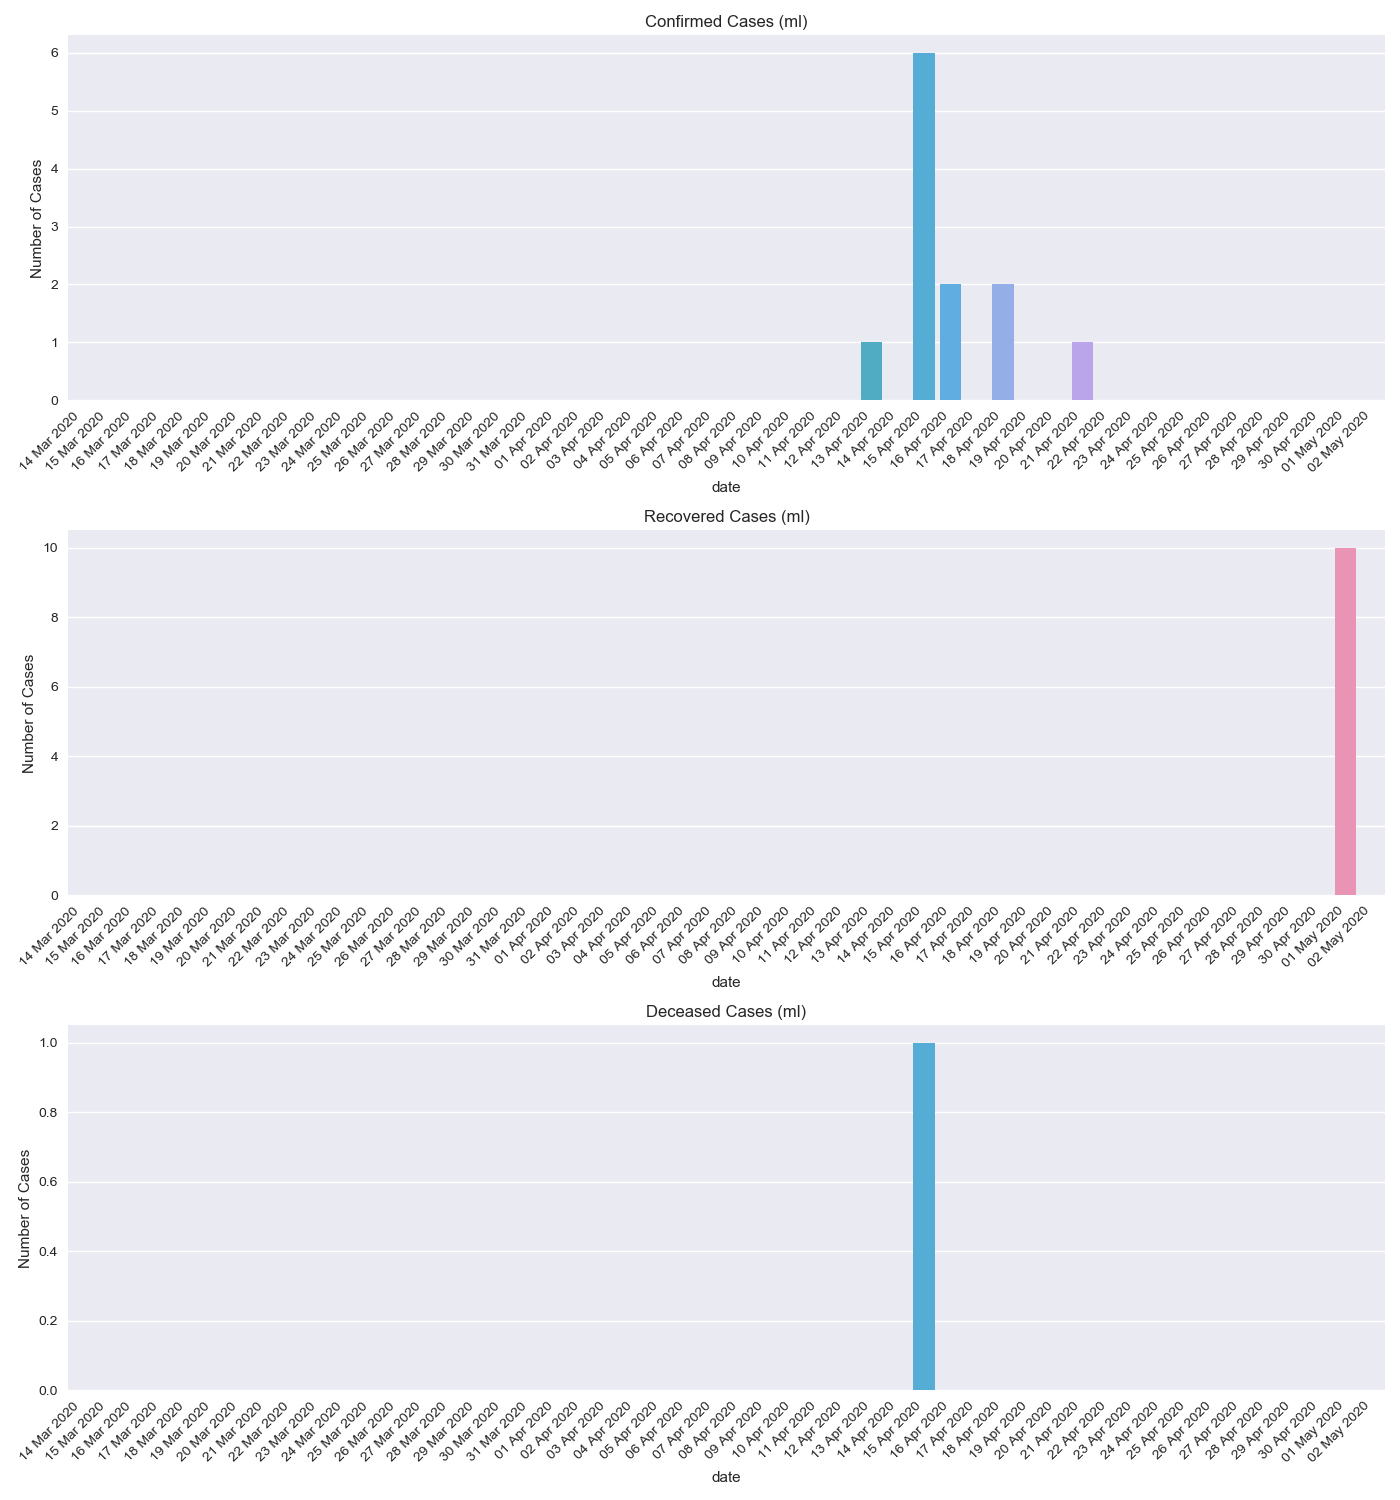 Confirmed Cases (ml)
Number of Cases
6
5
4
3
2
1
0
14 Mar 2020
15 Mar 2020
16 Mar 2020
17 Mar 2020
18 Mar 2020
19 Mar 2020
20 Mar 2020
21 Mar 2020
22 Mar 2020
23 Mar 2020
24 Mar 2020
25 Mar 2020
26 Mar 2020
27 Mar 2020
28 Mar 2020
29 Mar 2020
30 Mar 2020
31 Mar 2020
01 Apr 2020
02 Apr 2020
03 Apr 2020
04 Apr 2020
05 Apr 2020
06 Apr 2020
07 Apr 2020
08 Apr 2020
09 Apr 2020
10 Apr 2020
11 Apr 2020
12 Apr 2020
13 Apr 2020
14 Apr 2020
15 Apr 2020
16 Apr 2020
17 Apr 2020
18 Apr 2020
19 Apr 2020
20 Apr 2020
21 Apr 2020
22 Apr 2020
23 Apr 2020
24 Apr 2020
25 Apr 2020
26 Apr 2020
27 Apr 2020
28 Apr 2020
29 Apr 2020
30 Apr 2020
01 May 2020
02 May 2020
date
Recovered Cases (ml)
Number of Cases
10
8
6
4
2
0
14 Mar 2020
15 Mar 2020
16 Mar 2020
17 Mar 2020
18 Mar 2020
19 Mar 2020
20 Mar 2020
21 Mar 2020
22 Mar 2020
23 Mar 2020
24 Mar 2020
25 Mar 2020
26 Mar 2020
27 Mar 2020
28 Mar 2020
29 Mar 2020
30 Mar 2020
31 Mar 2020
01 Apr 2020
02 Apr 2020
03 Apr 2020
04 Apr 2020
05 Apr 2020
06 Apr 2020
07 Apr 2020
08 Apr 2020
09 Apr 2020
10 Apr 2020
11 Apr 2020
12 Apr 2020
13 Apr 2020
14 Apr 2020
15 Apr 2020
16 Apr 2020
17 Apr 2020
18 Apr 2020
19 Apr 2020
20 Apr 2020
21 Apr 2020
22 Apr 2020
23 Apr 2020
24 Apr 2020
25 Apr 2020
26 Apr 2020
27 Apr 2020
28 Apr 2020
29 Apr 2020
30 Apr 2020
01 May 2020
02 May 2020
date
Deceased Cases (ml)
Number of Cases
1.0
0.8
0.6
0.4
0.2
0.0
14 Mar 2020
15 Mar 2020
16 Mar 2020
17 Mar 2020
18 Mar 2020
19 Mar 2020
20 Mar 2020
21 Mar 2020
22 Mar 2020
23 Mar 2020
24 Mar 2020
25 Mar 2020
26 Mar 2020
27 Mar 2020
28 Mar 2020
29 Mar 2020
30 Mar 2020
31 Mar 2020
01 Apr 2020
02 Apr 2020
03 Apr 2020
04 Apr 2020
05 Apr 2020
06 Apr 2020
07 Apr 2020
08 Apr 2020
09 Apr 2020
10 Apr 2020
11 Apr 2020
12 Apr 2020
13 Apr 2020
14 Apr 2020
15 Apr 2020
16 Apr 2020
17 Apr 2020
18 Apr 2020
19 Apr 2020
20 Apr 2020
21 Apr 2020
22 Apr 2020
23 Apr 2020
24 Apr 2020
25 Apr 2020
26 Apr 2020
27 Apr 2020
28 Apr 2020
29 Apr 2020
30 Apr 2020
01 May 2020
02 May 2020
date